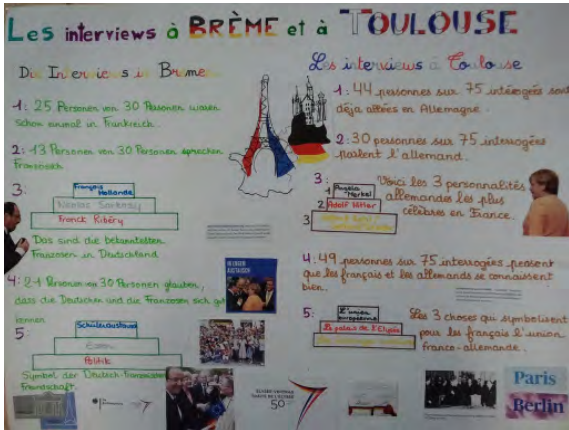 Les interviews à BRÊME et à TOULOUSE
Die Interviews in Bremen
1: 25 Personen von 30 Personen waren
schon einmal in Frankreich.
2: 13 Personen von 30 Personen sprechen
Französisch
3:
François
Hollande
Nicolas Sarkozy
Franck Ribéry
Das sind die bekanntesten
Franzosen in Deutschland
4: 21 Personen von 30 Personen glauben,
dass die Deutschen und die Franzosen sich gut
kennen
5:
Schüleraustausch
Politik
Symbol der Deutsch-Französischen
Freundschaft.
Les interviews à Toulouse
1: 44 personnes sur 75 intérogées sont
déja allées en Allemagne.
2: 30 personnes sur 75 interrogées
parlent l'allemand.
3:
1 Angela
Merkel
2 Adolf Hitler
3
Voici les 3 personnalités
allemandes les plus
célèbres en France.
4: 49 personnes sur 75 interrogées pensent
que les français et les allemands se connaissent
bien.
5:
L'union
européenne
Le palais de l'Elysée
Les 3 choses qui symbolisent
pour les français l'union
franco-allemande.
50
Paris
Berlin